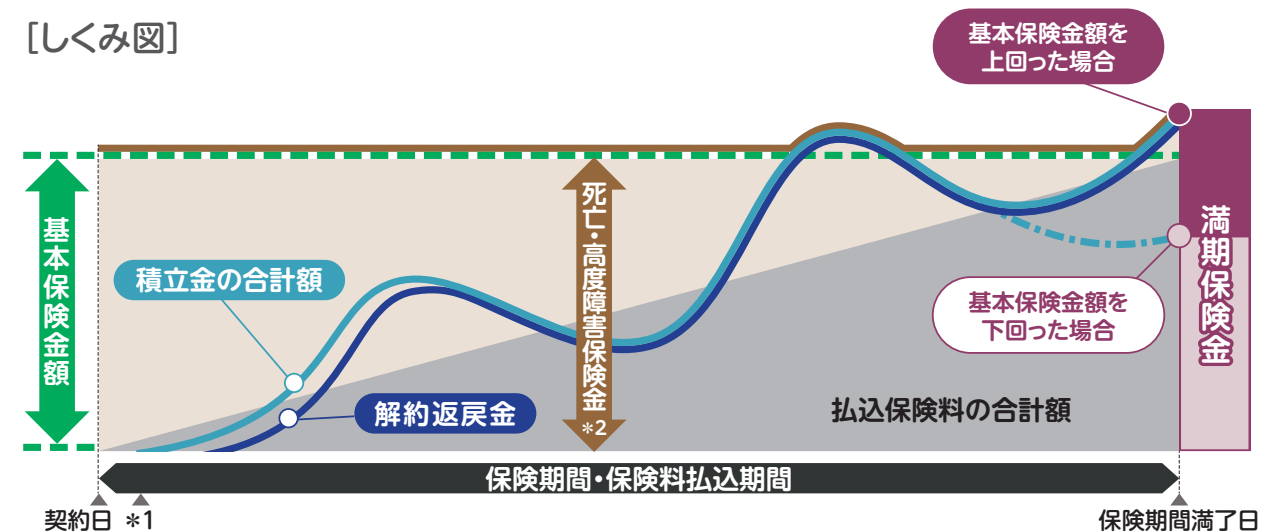 [しくみ図]
基本保険金額を
上回った場合
基本保険金額
死亡・高度障害保険金
*2
積立金の合計額
解約返戻金
満期保険金
基本保険金額を
下回った場合
払込保険料の合計額
保険期間・保険料払込期間
契約日 *1
保険期間満了日